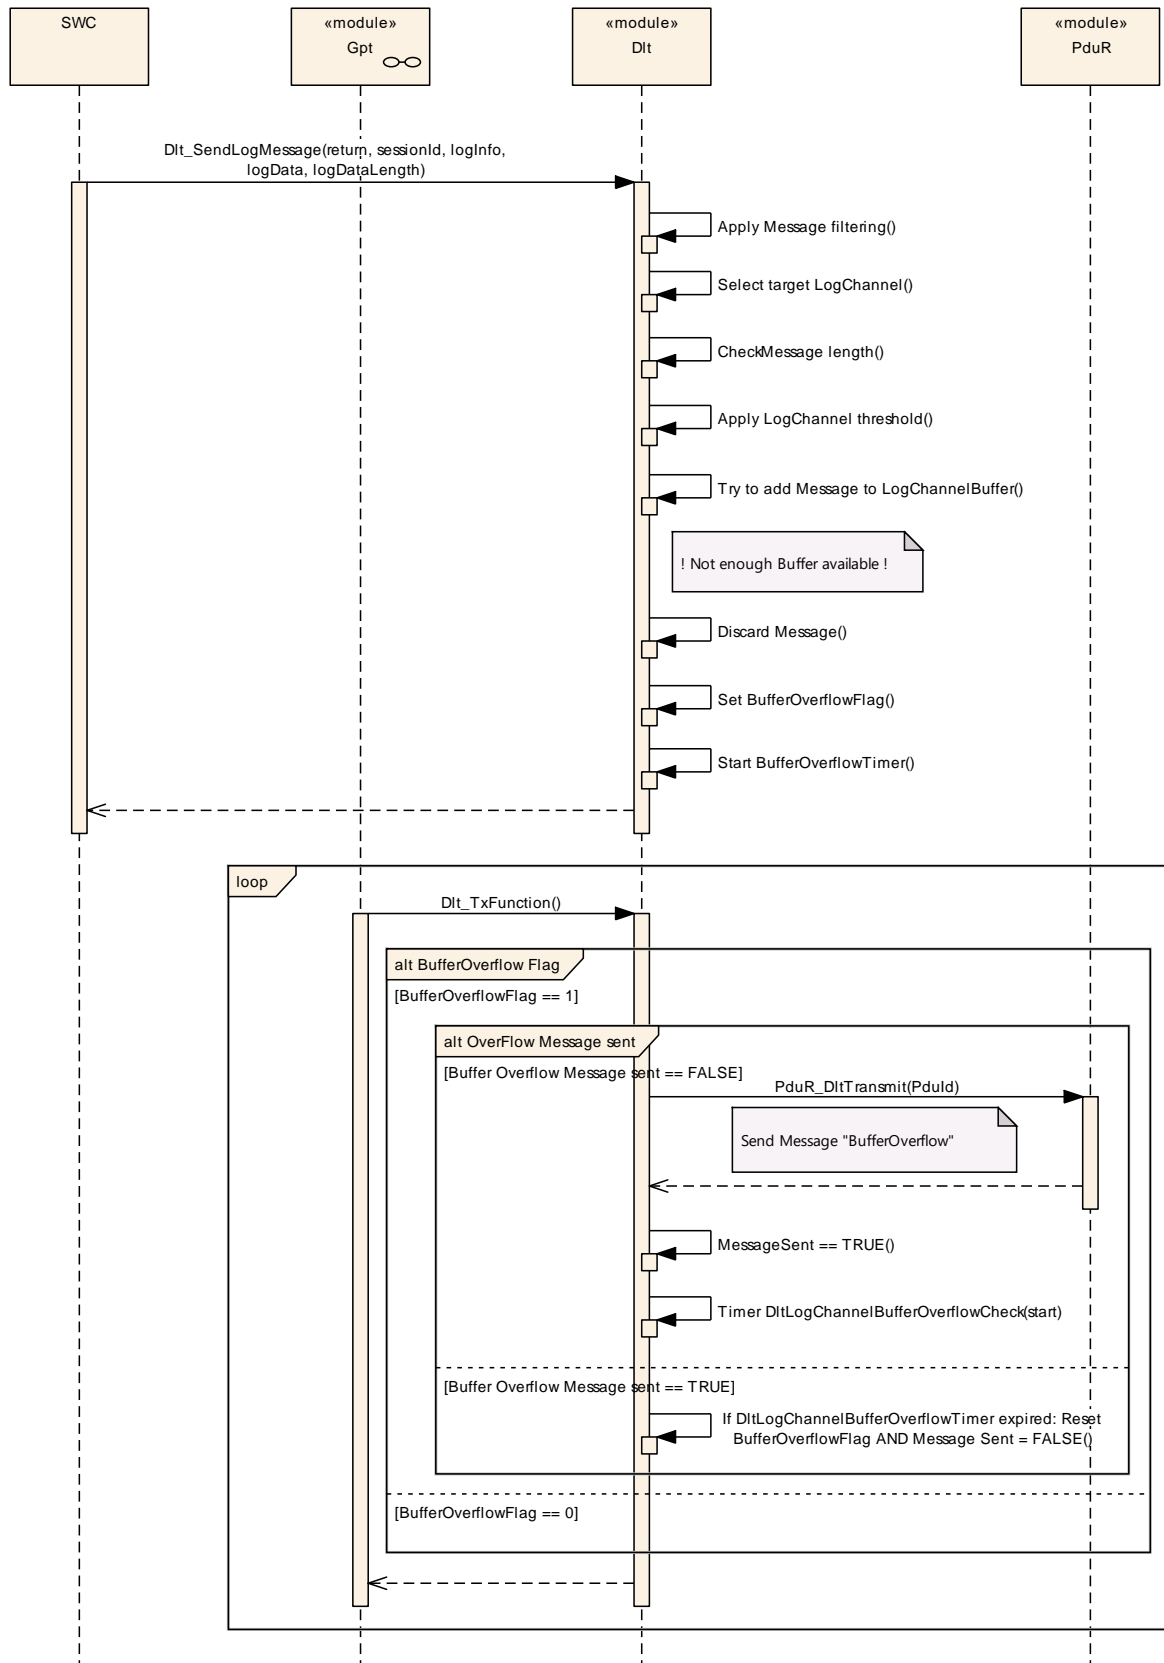 SWC
«module»
Gpt
«module»
Dlt
«module»
PduR
Dlt_SendLogMessage(return, sessionId, logInfo,
logData, logDataLength)
Apply Message filtering()
Select target LogChannel()
CheckMessage length()
Apply LogChannel threshold()
Try to add Message to LogChannelBuffer()
! Not enough Buffer available !
Discard Message()
Set BufferOverflowFlag()
Start BufferOverflowTimer()
loop
Dlt_TxFunction()
alt BufferOverflow Flag
[BufferOverflowFlag == 1]
alt OverFlow Message sent
[Buffer Overflow Message sent == FALSE]
PduR_DltTransmit(PduId)
Send Message "BufferOverflow"
MessageSent == TRUE()
Timer DltLogChannelBufferOverflowCheck(start)
[Buffer Overflow Message sent == TRUE]
If DltLogChannelBufferOverflowTimer expired: Reset
BufferOverflowFlag AND Message Sent = FALSE()
[BufferOverflowFlag == 0]